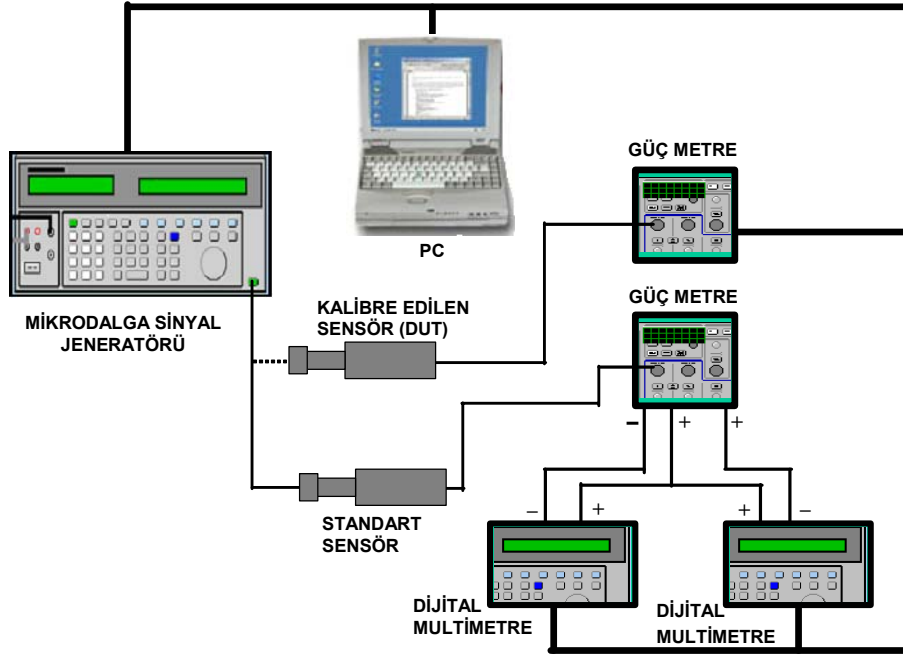 PC
GÜÇ METRE
MİKRODALGA SİNYAL
JENERATÖRÜ
KALİBRE EDİLEN
SENSÖR (DUT)
GÜÇ METRE
− + +
STANDART
SENSÖR
− +
+ −
DİJİTAL
MULTİMETRE
DİJİTAL
MULTİMETRE